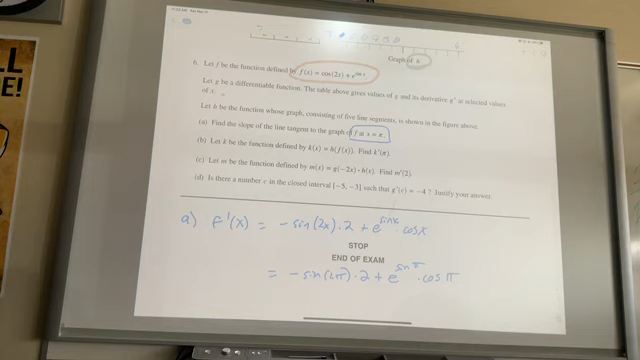 LL
E!
Graph of h
6. Let f be the function defined by f(x) = cos(2x) + e^(sin x).
Let g be a differentiable function. The table above gives values of g and its derivative g′ at selected values
of x.
Let h be the function whose graph, consisting of five line segments, is shown in the figure above.
(a) Find the slope of the line tangent to the graph of f at x = π.
(b) Let k be the function defined by k(x) = h(f(x)). Find k′(π).
(c) Let m be the function defined by m(x) = g(−2x) · h(x). Find m′(2).
(d) Is there a number c in the closed interval [−5, −3] such that g′(c) = −4 ? Justify your answer.
a) f'(x) = -sin(2x)·2 + e^(sinx) · cosx
STOP
END OF EXAM
= -sin(2π)·2 + e^(sin π) · cos π